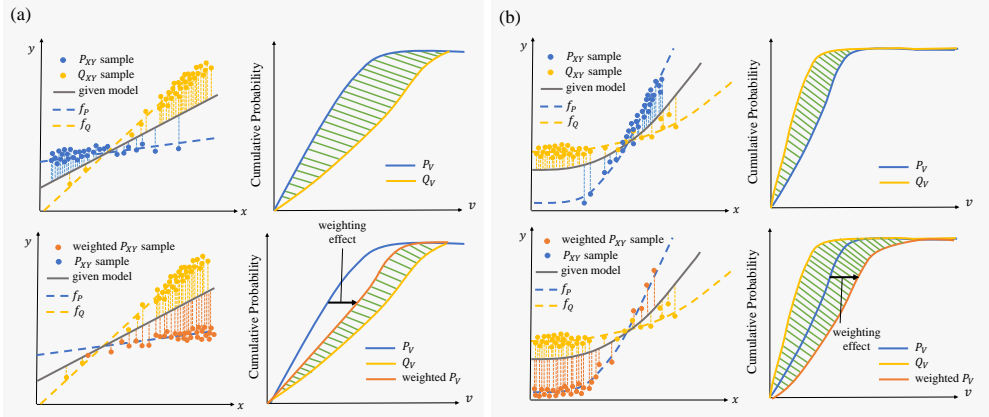 (a)
y
P_XY sample
Q_XY sample
given model
f_P
f_Q
x
Cumulative Probability
P_V
Q_V
v
y
weighted P_XY sample
P_XY sample
given model
f_P
f_Q
x
Cumulative Probability
weighting
effect
P_V
Q_V
weighted P_V
v
(b)
y
P_XY sample
Q_XY sample
given model
f_P
f_Q
x
Cumulative Probability
P_V
Q_V
v
y
weighted P_XY sample
P_XY sample
given model
f_P
f_Q
x
Cumulative Probability
weighting
effect
P_V
Q_V
weighted P_V
v